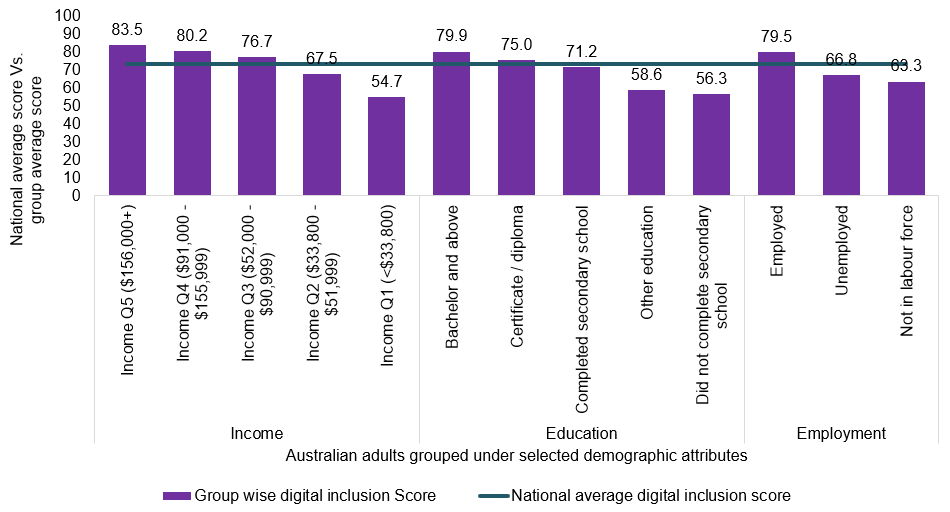 National average score Vs.
group average score
100
90
80
70
60
50
40
30
20
10
0
83.5
80.2
76.7
67.5
54.7
79.9
75.0
71.2
58.6
56.3
79.5
66.8
63.3
Income Q5 ($156,000+)
Income Q4 ($91,000 -
$155,999)
Income Q3 ($52,000 -
$90,999)
Income Q2 ($33,800 -
$51,999)
Income Q1 (<$33,800)
Bachelor and above
Certificate / diploma
Completed secondary school
Other education
Did not complete secondary
school
Employed
Unemployed
Not in labour force
Income
Education
Employment
Australian adults grouped under selected demographic attributes
Group wise digital inclusion Score
National average digital inclusion score